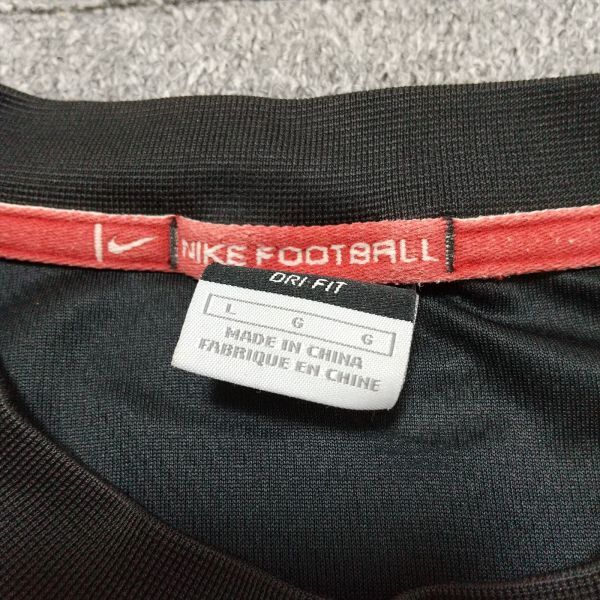 NIKE FOOTBALL
DRI FIT
L G G
MADE IN CHINA
FABRIQUE EN CHINE